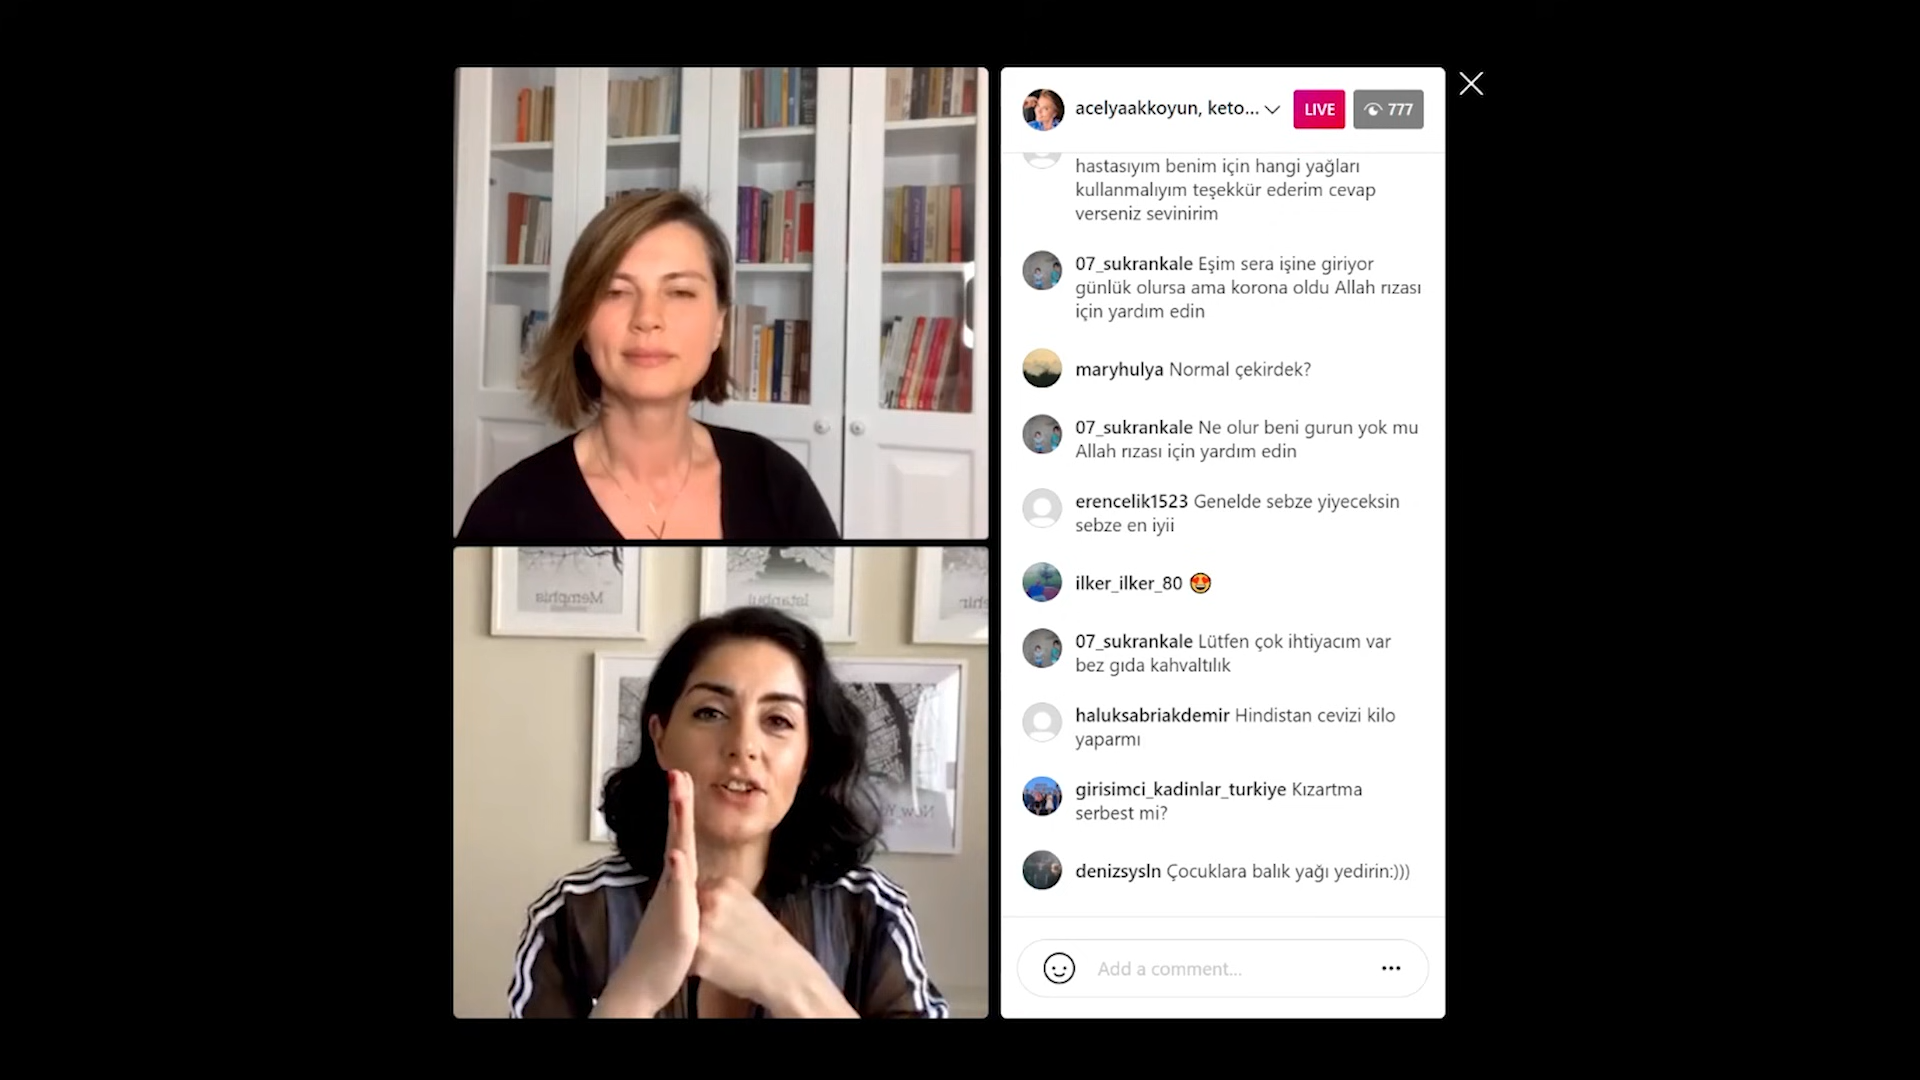 acelyaakkoyun, keto...
LIVE
777
hastasıyım benim için hangi yağları
kullanmalıyım teşekkür ederim cevap
verseniz sevinirim
07_sukrankale Eşim sera işine giriyor
günlük olursa ama korona oldu Allah rızası
için yardım edin
maryhulya Normal çekirdek?
07_sukrankale Ne olur beni gurun yok mu
Allah rızası için yardım edin
erencelik1523 Genelde sebze yiyeceksin
sebze en iyii
ilker_ilker_80 😍
07_sukrankale Lütfen çok ihtiyacım var
bez gıda kahvaltılık
haluksabriakdemir Hindistan cevizi kilo
yaparmı
girisimci_kadinlar_turkiye Kızartma
serbest mi?
denizsysln Çocuklara balık yağı yedirin:)))
Add a comment...
Memphis
Istanbul
New Yo